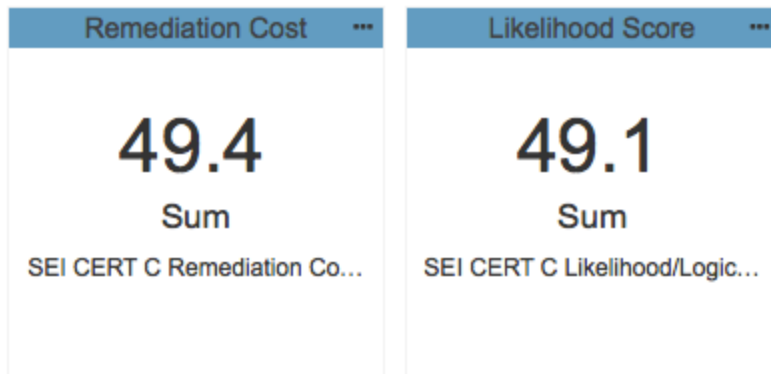 Remediation Cost ...
49.4
Sum
SEI CERT C Remediation Co...
Likelihood Score ...
49.1
Sum
SEI CERT C Likelihood/Logic...